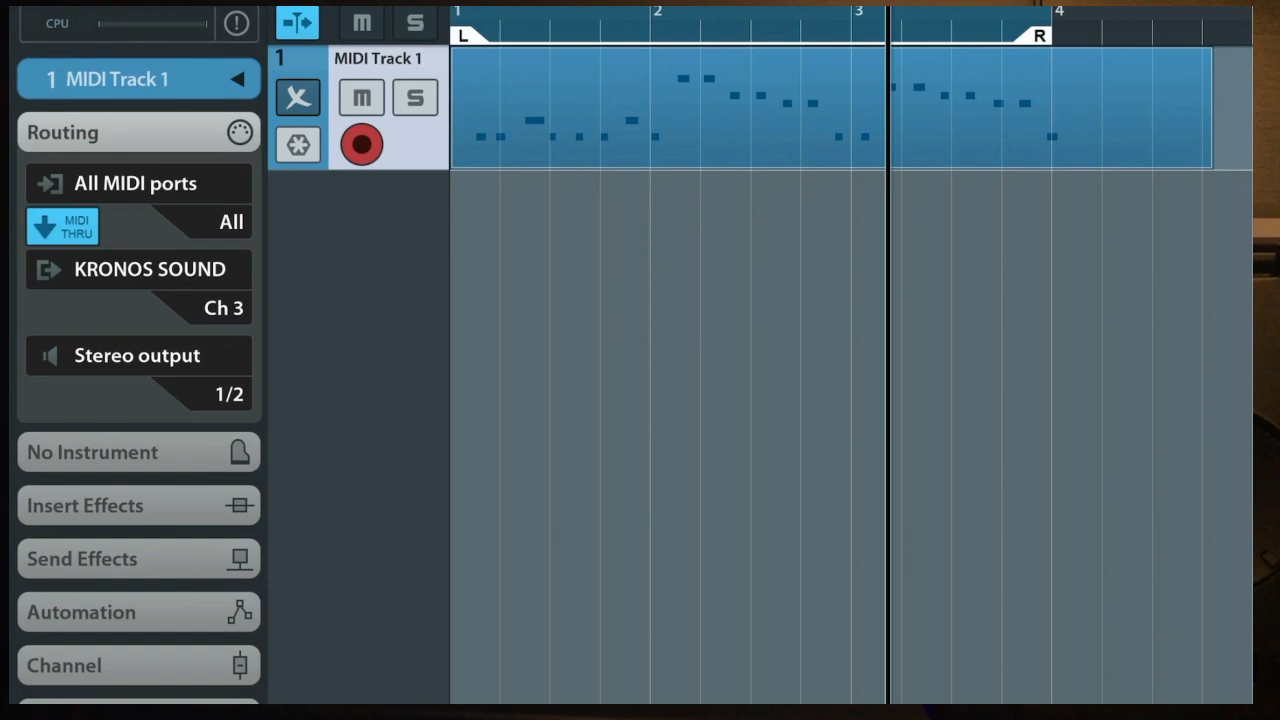 CPU
M S
1 2 3 4
L R
1 MIDI Track 1
1 MIDI Track 1
M S
Routing
All MIDI ports
All
MIDI
THRU
KRONOS SOUND
Ch 3
Stereo output
1/2
No Instrument
Insert Effects
Send Effects
Automation
Channel